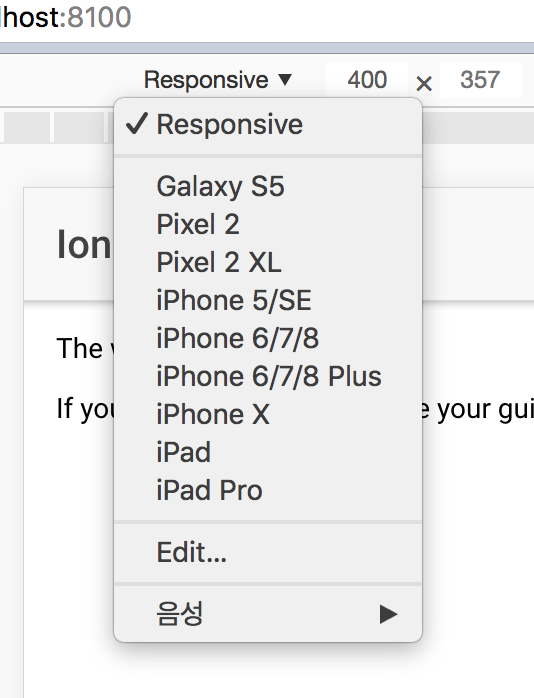 lhost:8100
Responsive ▼ 400 × 357
✓ Responsive
Galaxy S5
Pixel 2
Pixel 2 XL
iPhone 5/SE
iPhone 6/7/8
iPhone 6/7/8 Plus
iPhone X
iPad
iPad Pro
Edit...
음성 ▶
Ion
The
If you
e your gui